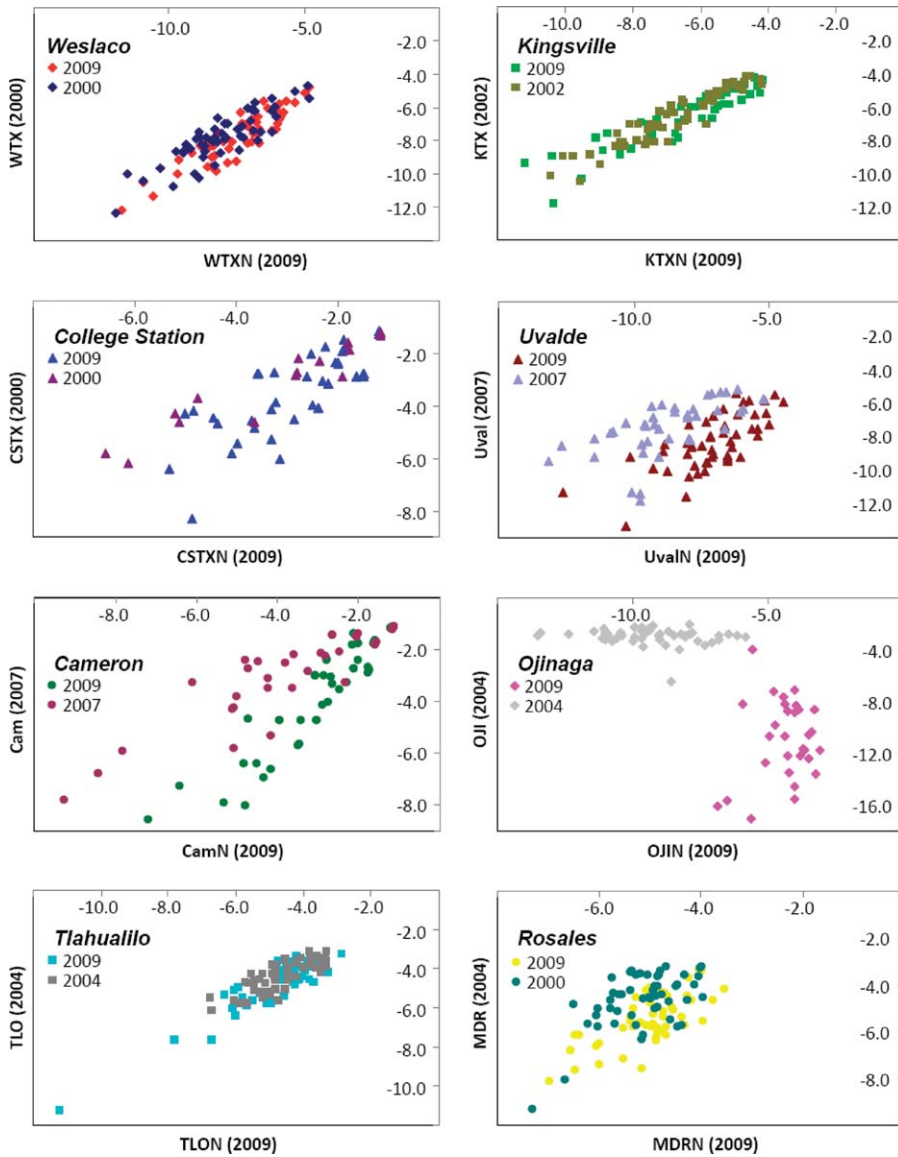 -10.0 -5.0
-2.0
Weslaco
2009
2000
-4.0
-6.0
-8.0
-10.0
-12.0
WTX (2000)
WTXN (2009)
-10.0 -8.0 -6.0 -4.0
-2.0
Kingsville
2009
2002
-4.0
-6.0
-8.0
-10.0
-12.0
KTX (2002)
KTXN (2009)
-6.0 -4.0 -2.0
College Station
2009
2000
-2.0
-4.0
-6.0
-8.0
CSTX (2000)
CSTXN (2009)
-10.0 -5.0
-2.0
Uvalde
2009
2007
-4.0
-6.0
-8.0
-10.0
-12.0
Uval (2007)
UvalN (2009)
-8.0 -6.0 -4.0 -2.0
Cameron
2009
2007
-2.0
-4.0
-6.0
-8.0
Cam (2007)
CamN (2009)
-10.0 -5.0
-4.0
Ojinaga
2009
2004
-8.0
-12.0
-16.0
OJI (2004)
OJIN (2009)
-10.0 -8.0 -6.0 -4.0 -2.0
-2.0
Tlahualilo
2009
2004
-4.0
-6.0
-8.0
-10.0
TLO (2004)
TLON (2009)
-6.0 -4.0 -2.0
-2.0
Rosales
2009
2000
-4.0
-6.0
-8.0
MDR (2004)
MDRN (2009)